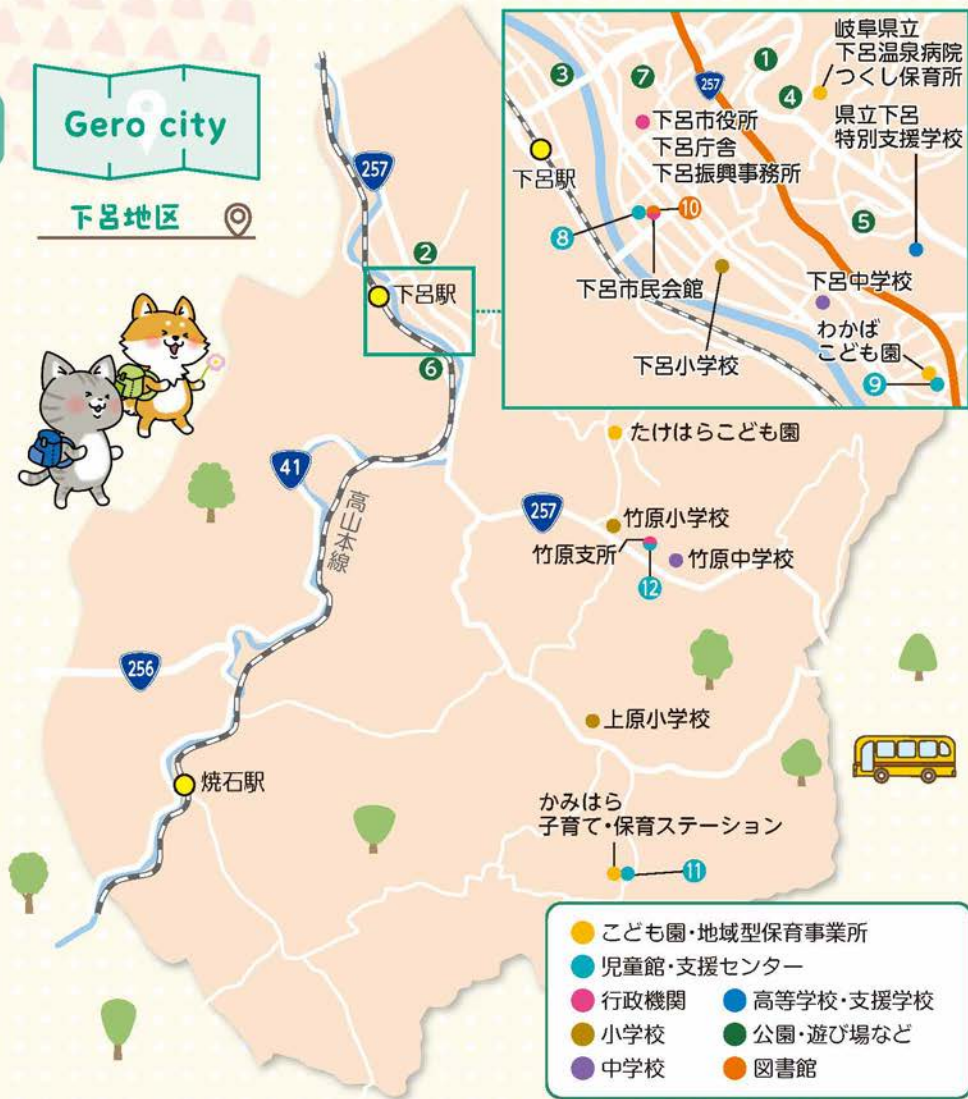 Gero city
下呂地区
257
2
下呂駅
6
41
高山本線
256
焼石駅
3
7
1
257
4
岐阜県立
下呂温泉病院
つくし保育所
県立下呂
特別支援学校
下呂市役所
下呂庁舎
下呂振興事務所
下呂駅
8
10
5
下呂市民会館
下呂中学校
下呂小学校
わかば
こども園
9
たけはらこども園
257
竹原小学校
竹原支所
竹原中学校
12
上原小学校
かみはら
子育て・保育ステーション
11
こども園・地域型保育事業所
児童館・支援センター
行政機関
高等学校・支援学校
小学校
公園・遊び場など
中学校
図書館